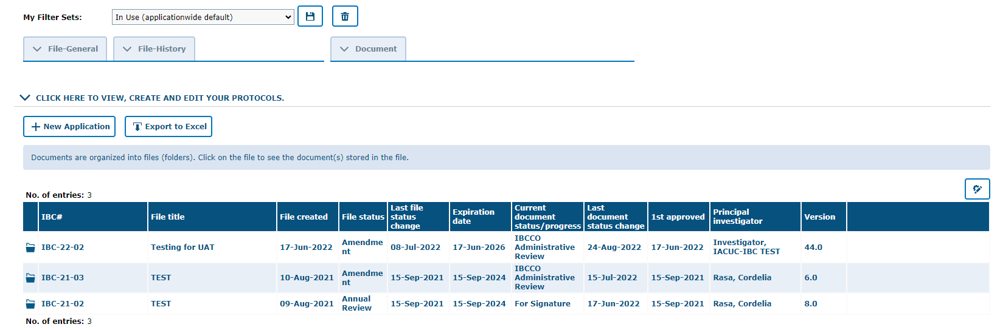 My Filter Sets: In Use (applicationwide default)
File-General File-History Document
CLICK HERE TO VIEW, CREATE AND EDIT YOUR PROTOCOLS.
New Application Export to Excel
Documents are organized into files (folders). Click on the file to see the document(s) stored in the file.
No. of entries: 3
IBC# File title File created File status Last file status change Expiration date Current document status/progress Last document status change 1st approved Principal investigator Version
IBC-22-02 Testing for UAT 17-Jun-2022 Amendme nt 08-Jul-2022 17-Jun-2026 IBCCO Administrative Review 24-Aug-2022 17-Jun-2022 Investigator, IACUC-IBC TEST 44.0
IBC-21-03 TEST 10-Aug-2021 Amendme nt 15-Sep-2021 15-Sep-2024 IBCCO Administrative Review 15-Jul-2022 15-Sep-2021 Rasa, Cordelia 6.0
IBC-21-02 TEST 09-Aug-2021 Annual Review 15-Sep-2021 15-Sep-2024 For Signature 17-Jun-2022 15-Sep-2021 Rasa, Cordelia 8.0
No. of entries: 3